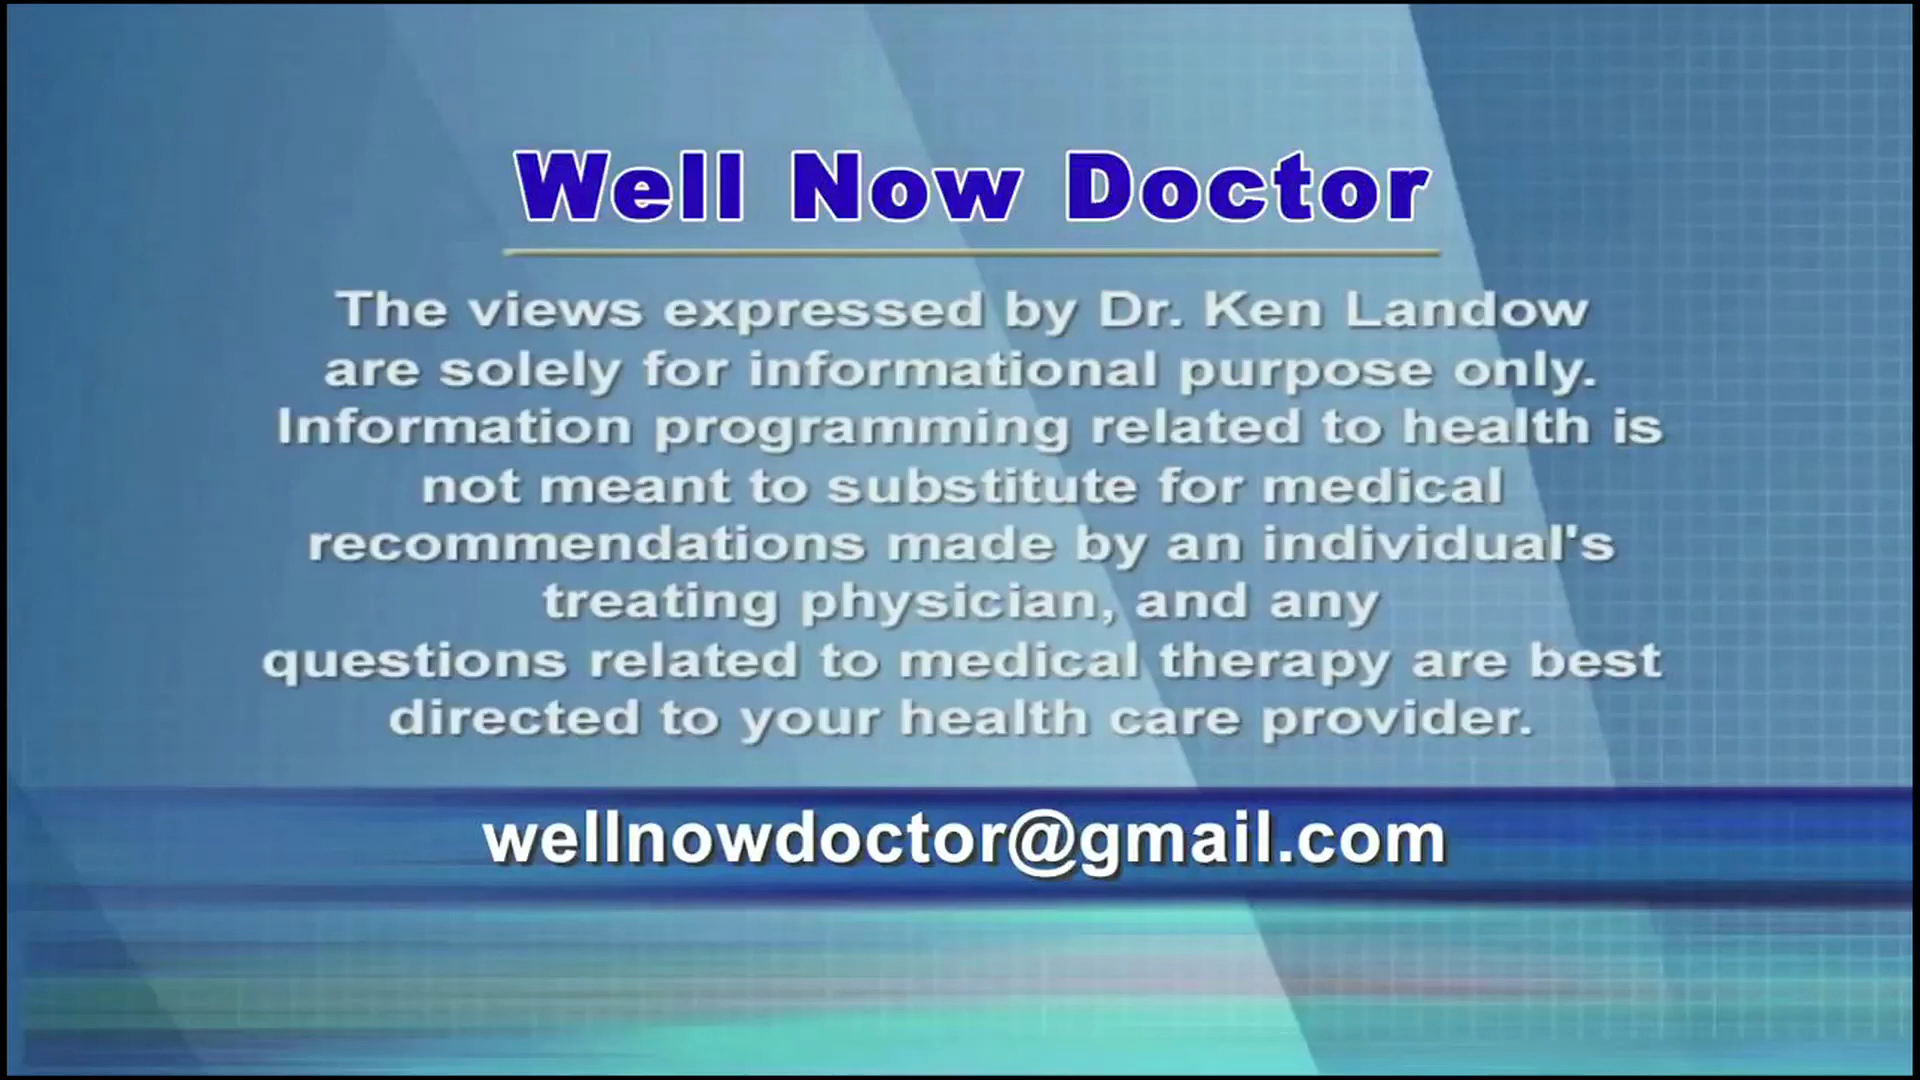 Well Now Doctor
The views expressed by Dr. Ken Landow
are solely for informational purpose only.
Information programming related to health is
not meant to substitute for medical
recommendations made by an individual's
treating physician, and any
questions related to medical therapy are best
directed to your health care provider.
wellnowdoctor@gmail.com